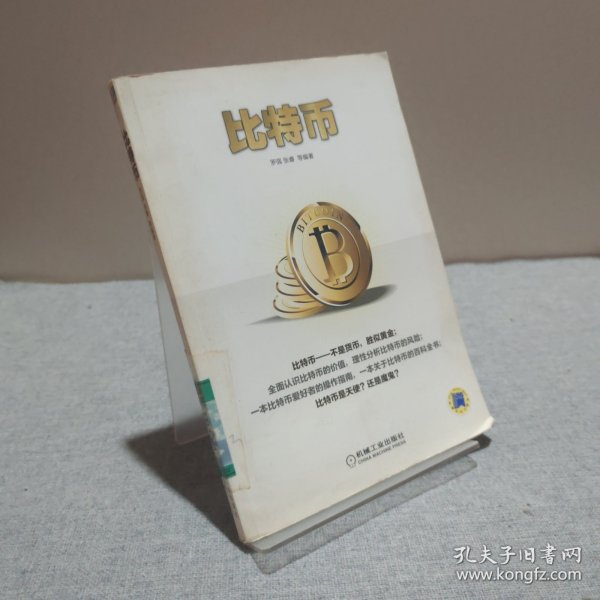 比特币
罗强 张睿 等编著
BITCOIN
比特币——不是货币，胜似黄金；
全面认识比特币的价值，理性分析比特币的风险；
一本比特币爱好者的操作指南，一本关于比特币的百科全书；
比特币是天使？还是魔鬼？
机械工业出版社
CHINA MACHINE PRESS
孔夫子旧書网
www.kongfz.com